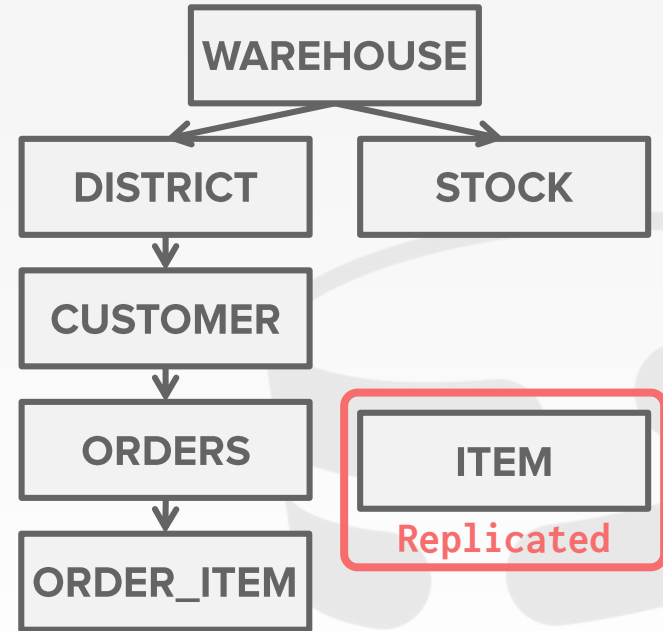 WAREHOUSE
DISTRICT
STOCK
CUSTOMER
ORDERS
ITEM
Replicated
ORDER_ITEM